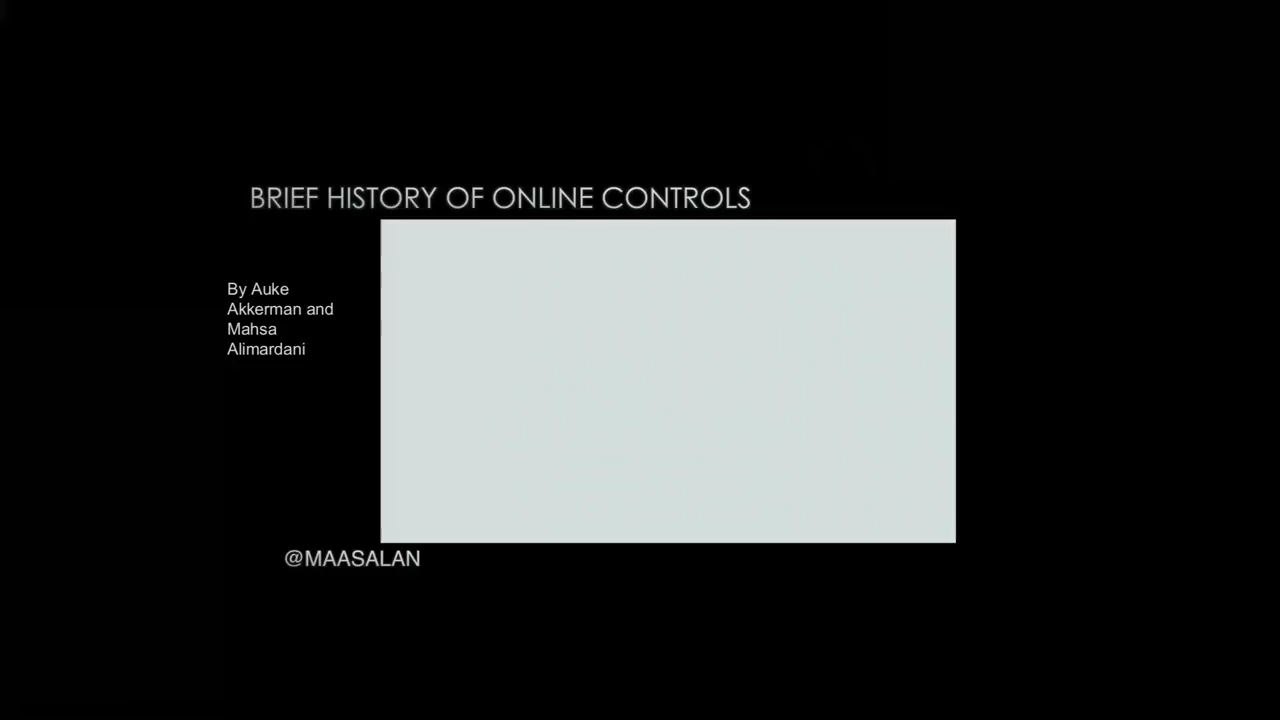 BRIEF HISTORY OF ONLINE CONTROLS
By Auke
Akkerman and
Mahsa
Alimardani
@MAASALAN